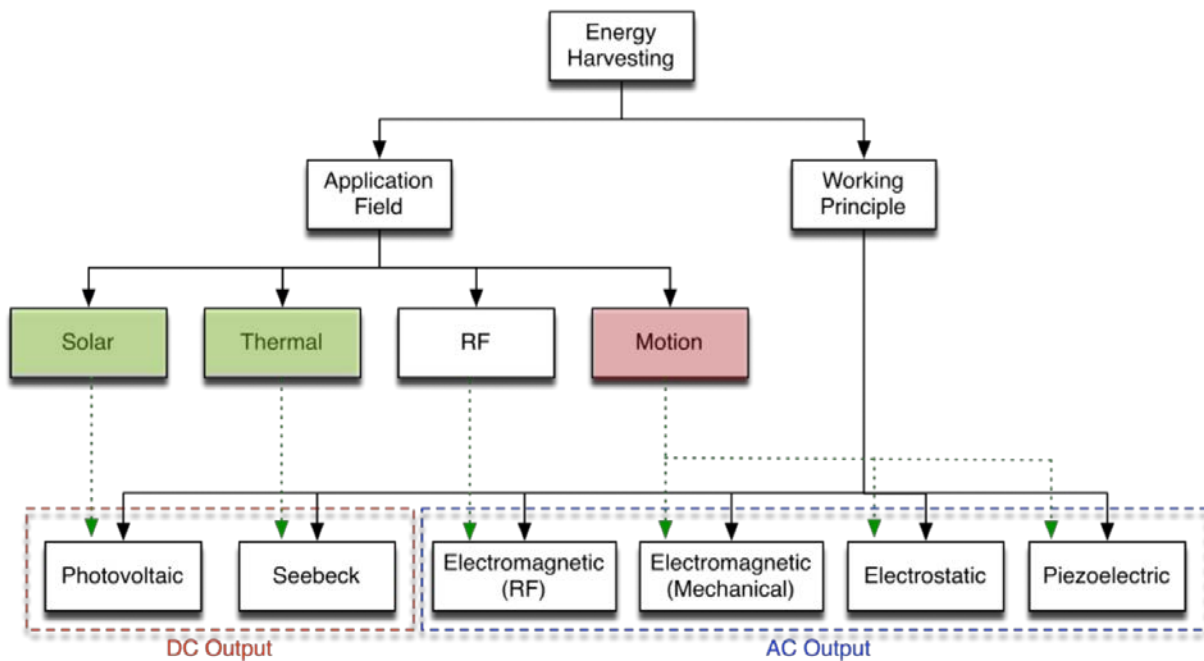 Energy
Harvesting
Application
Field
Working
Principle
Solar
Thermal
RF
Motion
Photovoltaic
Seebeck
Electromagnetic
(RF)
Electromagnetic
(Mechanical)
Electrostatic
Piezoelectric
DC Output
AC Output